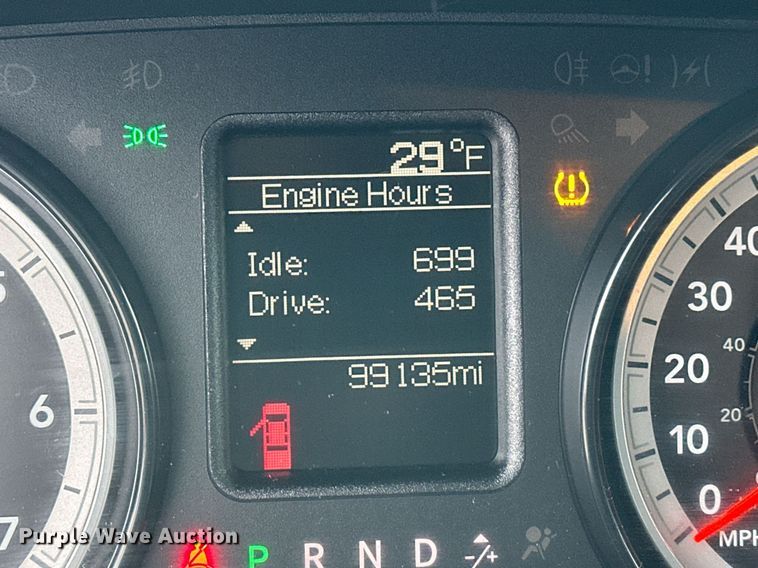 29°F
Engine Hours
Idle: 699
Drive: 465
99135mi
6
7
40
30
20
10
0
40
20
MPH
P R N D -/+
Purple Wave Auction